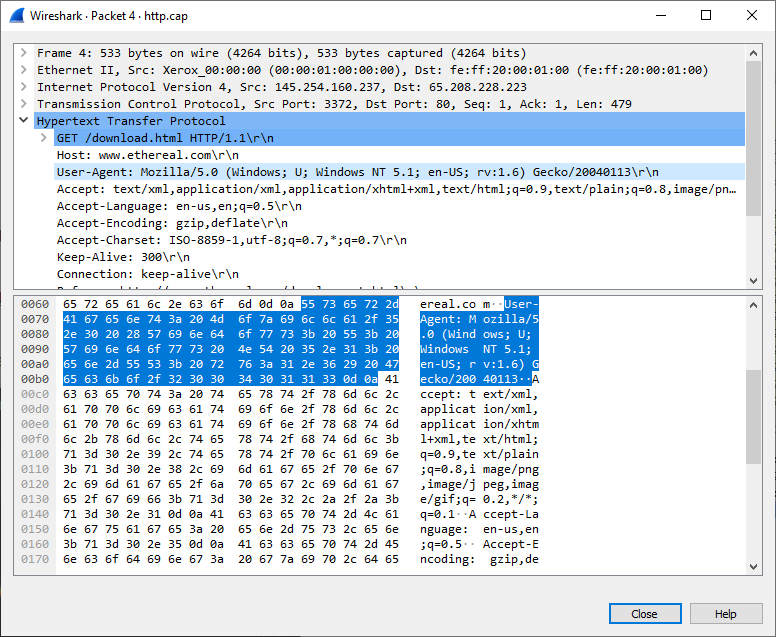 Wireshark · Packet 4 · http.cap
Frame 4: 533 bytes on wire (4264 bits), 533 bytes captured (4264 bits)
Ethernet II, Src: Xerox_00:00:00 (00:00:01:00:00:00), Dst: fe:ff:20:00:01:00 (fe:ff:20:00:01:00)
Internet Protocol Version 4, Src: 145.254.160.237, Dst: 65.208.228.223
Transmission Control Protocol, Src Port: 3372, Dst Port: 80, Seq: 1, Ack: 1, Len: 479
Hypertext Transfer Protocol
GET /download.html HTTP/1.1\r\n
Host: www.ethereal.com\r\n
User-Agent: Mozilla/5.0 (Windows; U; Windows NT 5.1; en-US; rv:1.6) Gecko/20040113\r\n
Accept: text/xml,application/xml,application/xhtml+xml,text/html;q=0.9,text/plain;q=0.8,image/pn…
Accept-Language: en-us,en;q=0.5\r\n
Accept-Encoding: gzip,deflate\r\n
Accept-Charset: ISO-8859-1,utf-8;q=0.7,*;q=0.7\r\n
Keep-Alive: 300\r\n
Connection: keep-alive\r\n
0060 65 72 65 61 6c 2e 63 6f 6d 0d 0a 55 73 65 72 2d ereal.co m··User-
0070 41 67 65 6e 74 3a 20 4d 6f 7a 69 6c 6c 61 2f 35 Agent: M ozilla/5
0080 2e 30 20 28 57 69 6e 64 6f 77 73 3b 20 55 3b 20 .0 (Wind ows; U;
0090 57 69 6e 64 6f 77 73 20 4e 54 20 35 2e 31 3b 20 Windows NT 5.1;
00a0 65 6e 2d 55 53 3b 20 72 76 3a 31 2e 36 29 20 47 en-US; r v:1.6) G
00b0 65 63 6b 6f 2f 32 30 30 34 30 31 31 33 0d 0a 41 ecko/200 40113··A
00c0 63 63 65 70 74 3a 20 74 65 78 74 2f 78 6d 6c 2c ccept: t ext/xml,
00d0 61 70 70 6c 69 63 61 74 69 6f 6e 2f 78 6d 6c 2c applicat ion/xml,
00e0 61 70 70 6c 69 63 61 74 69 6f 6e 2f 78 68 74 6d applicat ion/xhtm
00f0 6c 2b 78 6d 6c 2c 74 65 78 74 2f 68 74 6d 6c 3b l+xml,te xt/html;
0100 71 3d 30 2e 39 2c 74 65 78 74 2f 70 6c 61 69 6e q=0.9,te xt/plain
0110 3b 71 3d 30 2e 38 2c 69 6d 61 67 65 2f 70 6e 67 ;q=0.8,i mage/png
0120 2c 69 6d 61 67 65 2f 6a 70 65 67 2c 69 6d 61 67 ,image/j peg,imag
0130 65 2f 67 69 66 3b 71 3d 30 2e 32 2c 2a 2f 2a 3b e/gif;q= 0.2,*/*;
0140 71 3d 30 2e 31 0d 0a 41 63 63 65 70 74 2d 4c 61 q=0.1··A ccept-La
0150 6e 67 75 61 67 65 3a 20 65 6e 2d 75 73 2c 65 6e nguage: en-us,en
0160 3b 71 3d 30 2e 35 0d 0a 41 63 63 65 70 74 2d 45 ;q=0.5·· Accept-E
0170 6e 63 6f 64 69 6e 67 3a 20 67 7a 69 70 2c 64 65 ncoding: gzip,de
Close Help